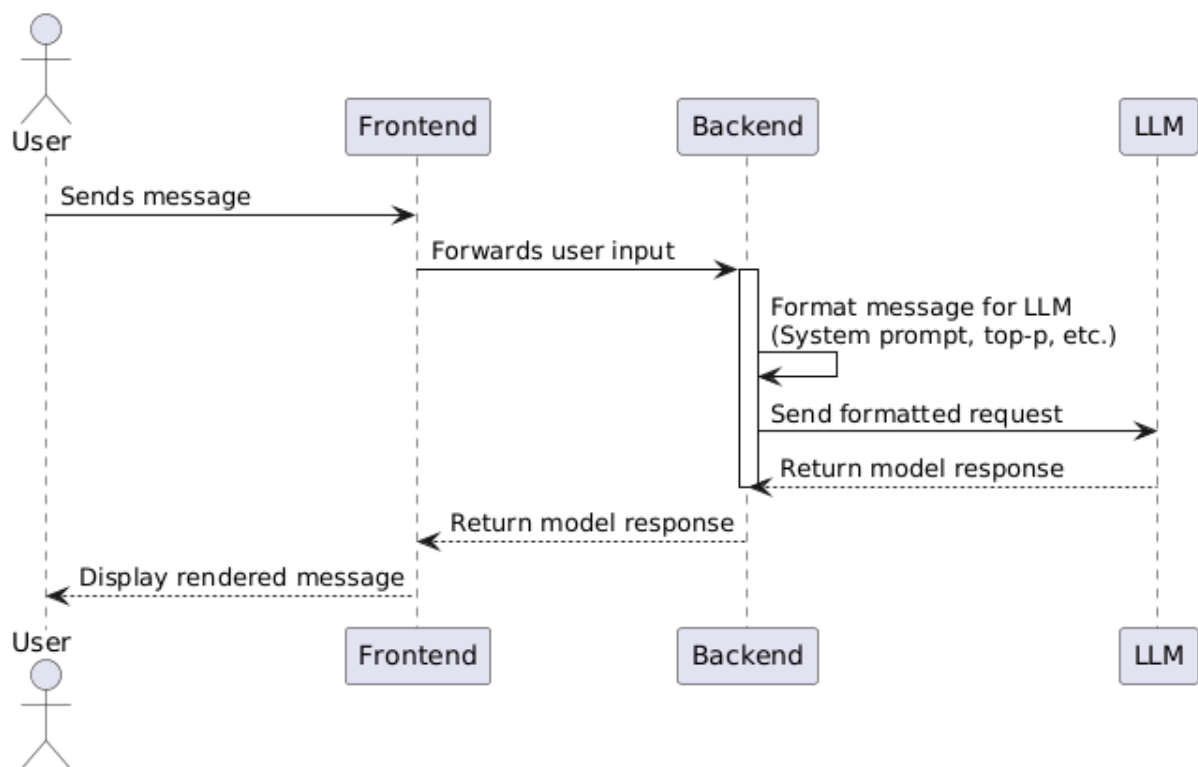 User
Frontend
Backend
LLM
Sends message
Forwards user input
Format message for LLM
(System prompt, top-p, etc.)
Send formatted request
Return model response
Return model response
Display rendered message
User
Frontend
Backend
LLM